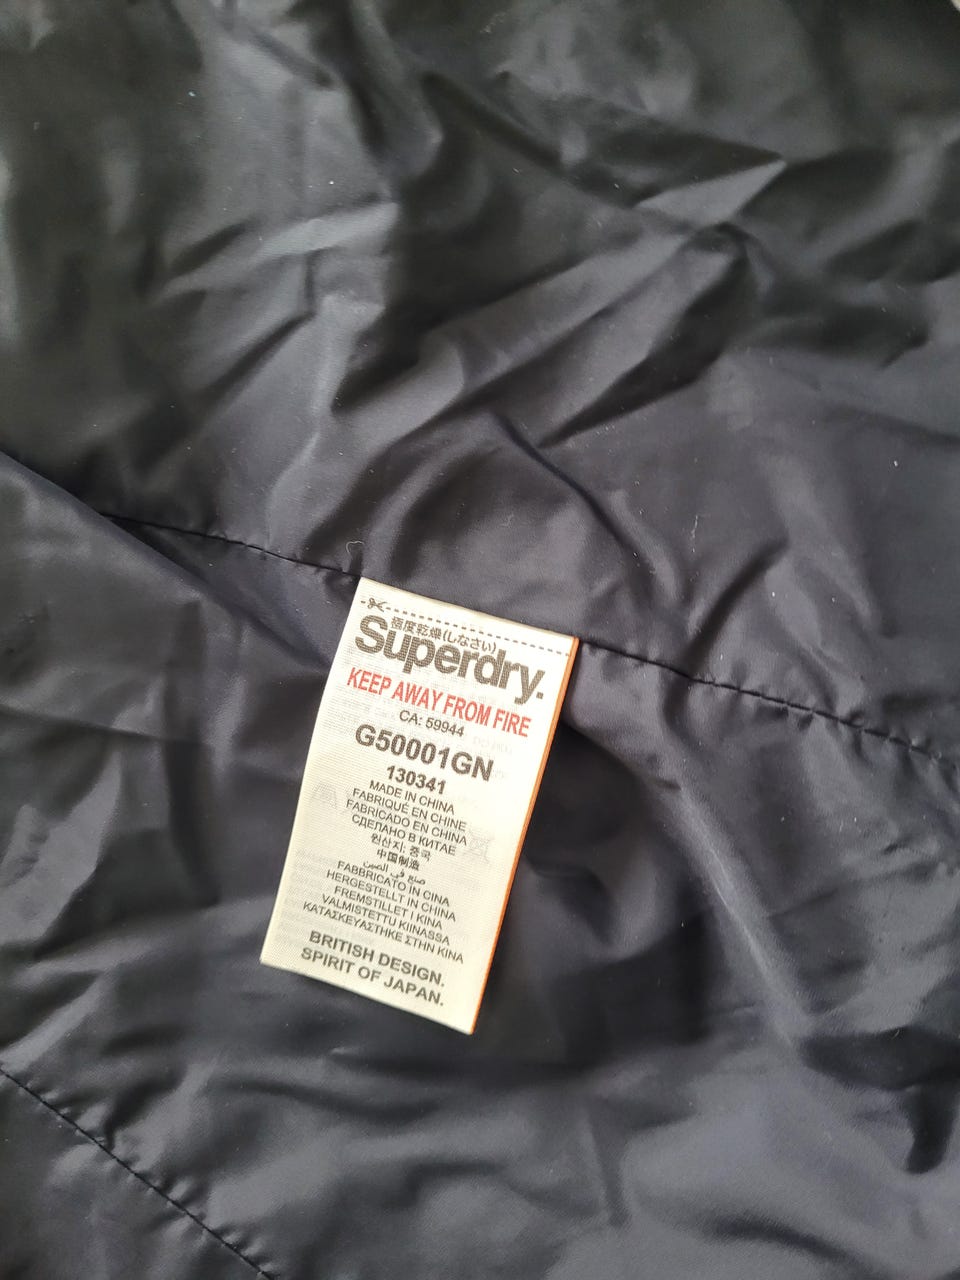 極度乾燥(しなさい)
Superdry.
KEEP AWAY FROM FIRE
CA: 59944
G50001GN
130341
MADE IN CHINA
FABRIQUÉ EN CHINE
FABRICADO EN CHINA
СДЕЛАНО В КИТАЕ
원산지: 중국
中国制造
صنع في الصين
FABBRICATO IN CINA
HERGESTELLT IN CHINA
FREMSTILLET I KINA
VALMISTETTU KIINASSA
ΚΑΤΑΣΚΕΥΑΣΤΗΚΕ ΣΤΗΝ ΚΙΝΑ
BRITISH DESIGN.
SPIRIT OF JAPAN.